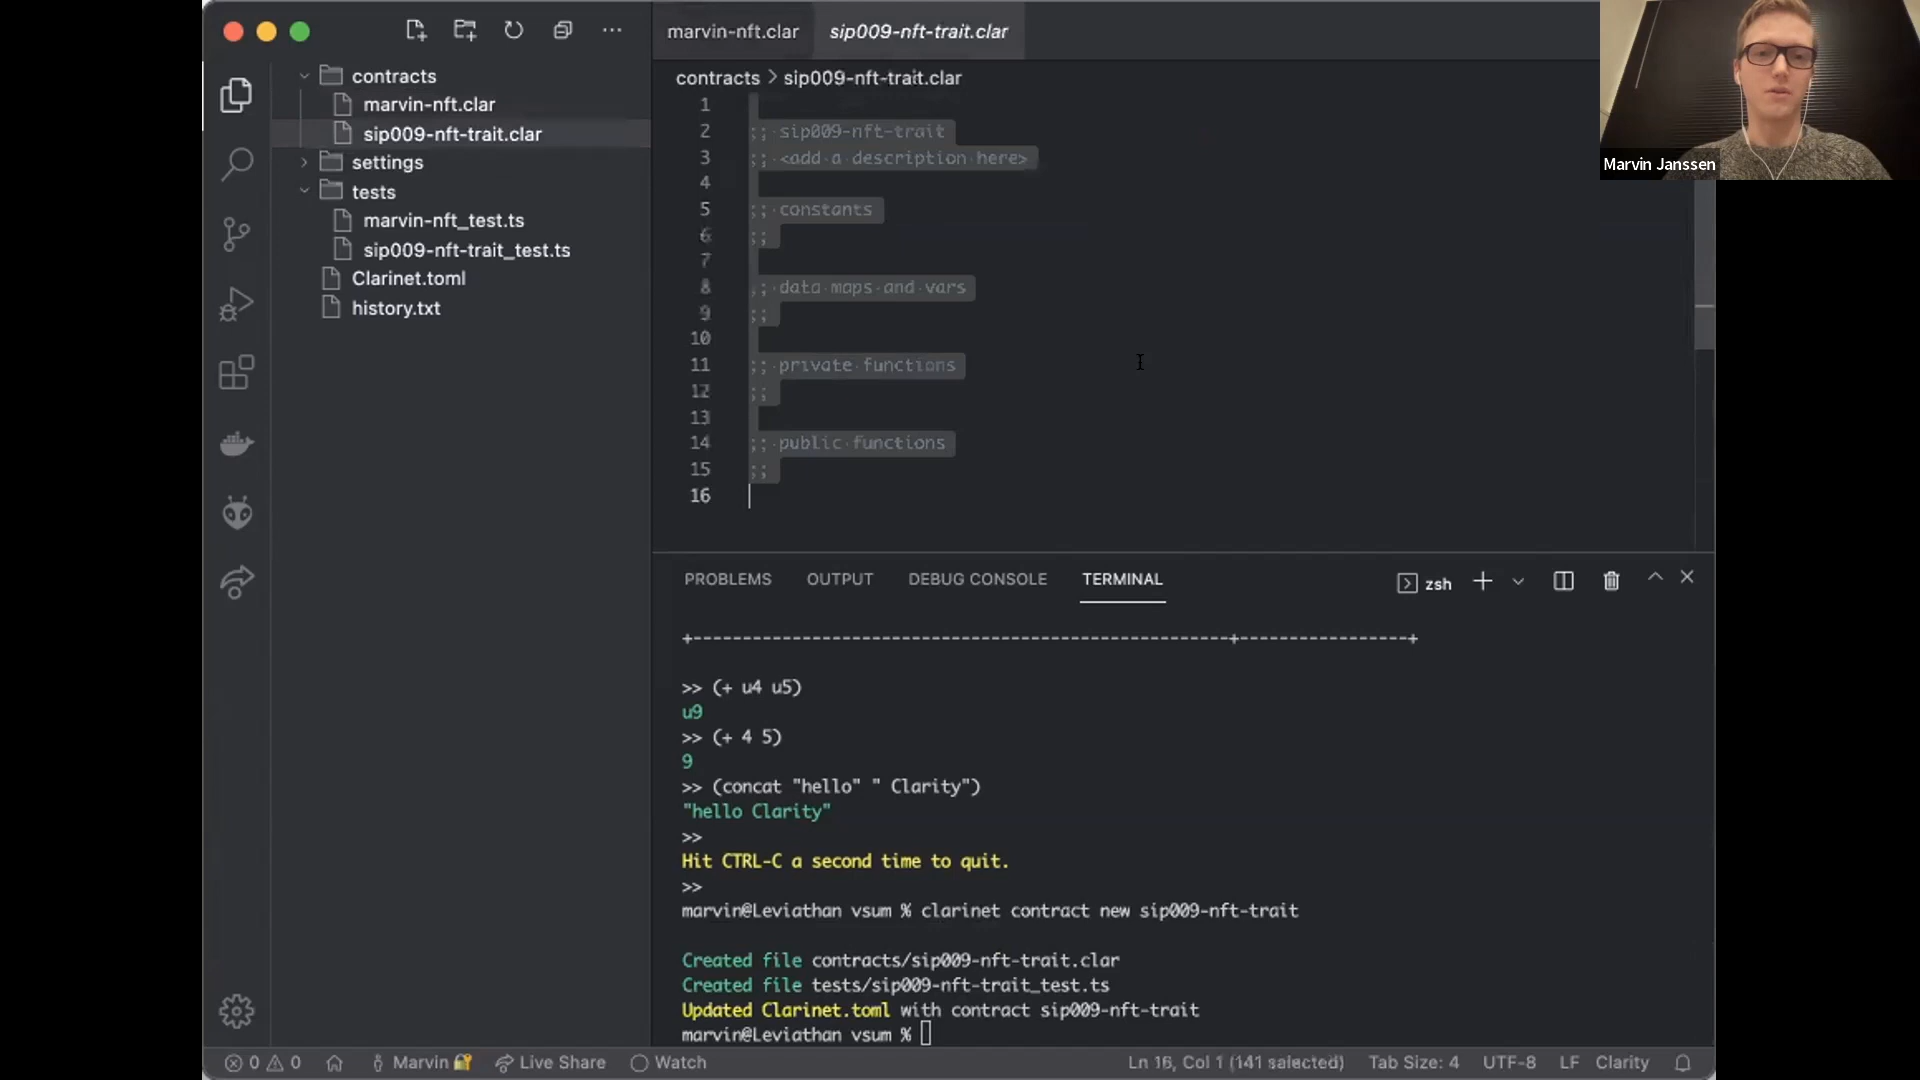 contracts
marvin-nft.clar
sip009-nft-trait.clar
settings
tests
marvin-nft_test.ts
sip009-nft-trait_test.ts
Clarinet.toml
history.txt
marvin-nft.clar
sip009-nft-trait.clar
contracts > sip009-nft-trait.clar
1
2 ;; sip009-nft-trait
3 ;; <add a description here>
4
5 ;; constants
6 ;;
7
8 ;; data maps and vars
9 ;;
10
11 ;; private functions
12 ;;
13
14 ;; public functions
15 ;;
16
Marvin Janssen
PROBLEMS OUTPUT DEBUG CONSOLE TERMINAL
zsh
+------------------------------------------------------+-----------------+
>> (+ u4 u5)
u9
>> (+ 4 5)
9
>> (concat "hello" " Clarity")
"hello Clarity"
>>
Hit CTRL-C a second time to quit.
>>
marvin@Leviathan vsum % clarinet contract new sip009-nft-trait
Created file contracts/sip009-nft-trait.clar
Created file tests/sip009-nft-trait_test.ts
Updated Clarinet.toml with contract sip009-nft-trait
marvin@Leviathan vsum %
0 0 Marvin Live Share Watch Ln 16, Col 1 (141 selected) Tab Size: 4 UTF-8 LF Clarity